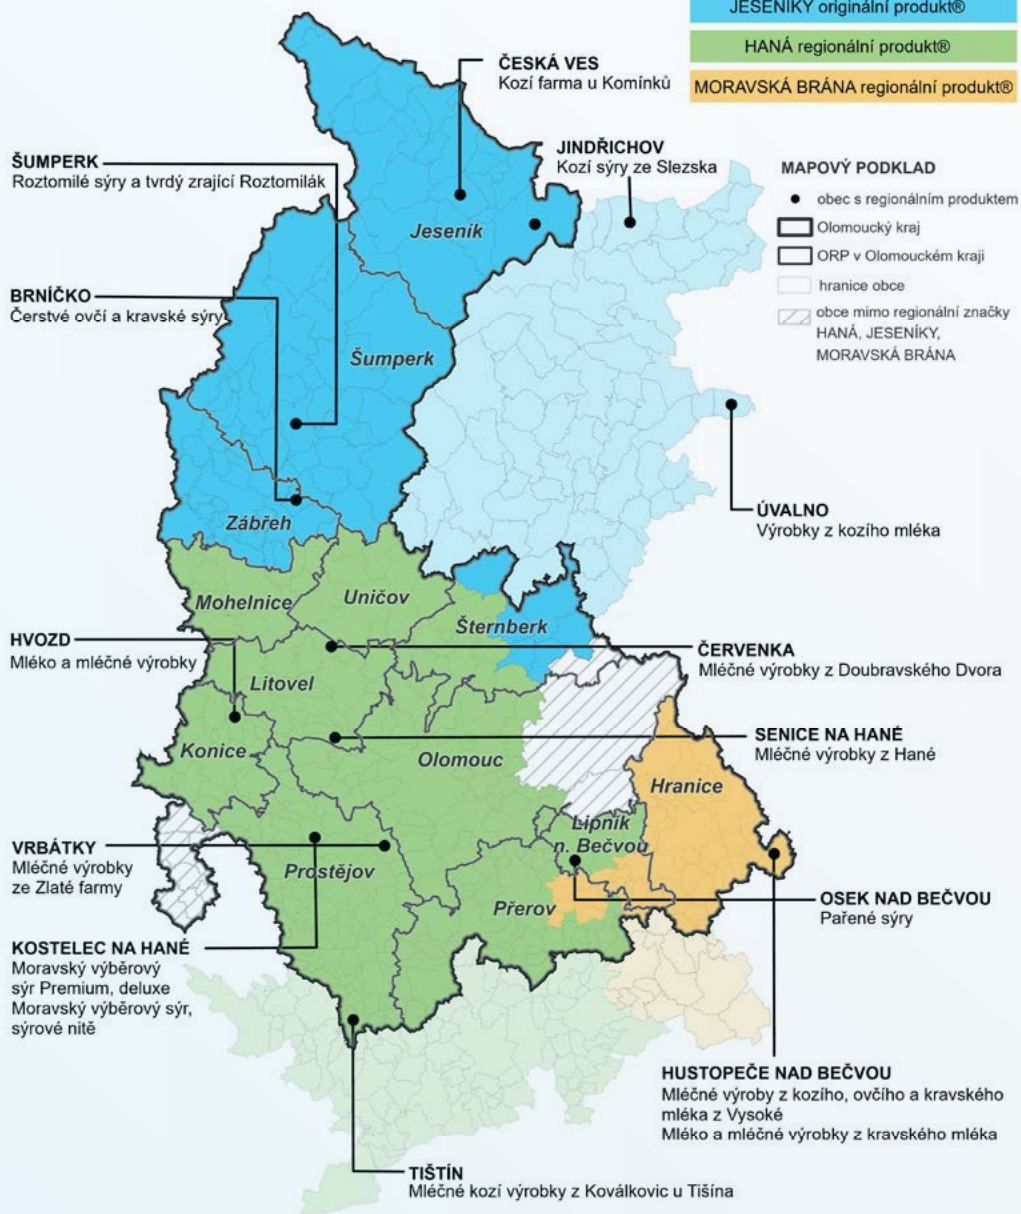 JESENÍKY originální produkt®
HANÁ regionální produkt®
MORAVSKÁ BRÁNA regionální produkt®
ČESKÁ VES
Kozí farma u Komínků
JINDŘICHOV
Kozí sýry ze Slezska
MAPOVÝ PODKLAD
obec s regionálním produktem
Olomoucký kraj
ORP v Olomouckém kraji
hranice obce
obce mimo regionální značky
HANÁ, JESENÍKY,
MORAVSKÁ BRÁNA
ŠUMPERK
Roztomilé sýry a tvrdý zrající Roztomilák
Jeseník
BRNÍČKO
Čerstvé ovčí a kravské sýry
Šumperk
ÚVALNO
Výrobky z kozího mléka
Zábřeh
Mohelnice
Uničov
Šternberk
HVOZD
Mléko a mléčné výrobky
ČERVENKA
Mléčné výrobky z Doubravského Dvora
Litovel
SENICE NA HANÉ
Mléčné výrobky z Hané
Konice
Olomouc
Hranice
Lipník
n. Bečvou
VRBÁTKY
Mléčné výrobky
ze Zlaté farmy
Prostějov
Přerov
OSEK NAD BEČVOU
Pařené sýry
KOSTELEC NA HANÉ
Moravský výběrový
sýr Premium, deluxe
Moravský výběrový sýr,
sýrové nitě
HUSTOPEČE NAD BEČVOU
Mléčné výroby z kozího, ovčího a kravského
mléka z Vysoké
Mléko a mléčné výrobky z kravského mléka
TIŠTÍN
Mléčné kozí výrobky z Koválkovic u Tišína